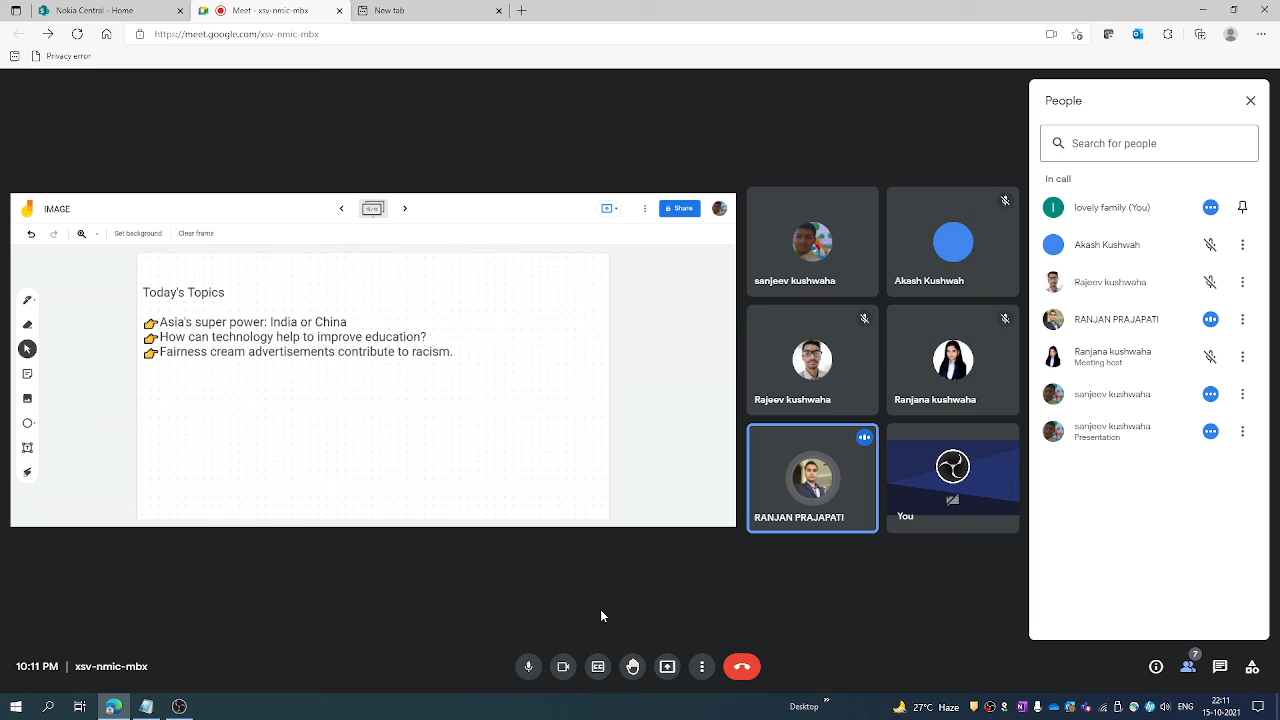 Nokia Central - Home
Meet - xsv-nmic-mbx
New tab
https://meet.google.com/xsv-nmic-mbx
Privacy error
IMAGE
Share
Set background
Clear frame
Today's Topics
👉Asia's super power: India or China
👉How can technology help to improve education?
👉Fairness cream advertisements contribute to racism.
sanjeev kushwaha
Akash Kushwah
Rajeev kushwaha
Ranjana kushwaha
RANJAN PRAJAPATI
You
People
Search for people
In call
lovely family (You)
Akash Kushwah
Rajeev kushwaha
RANJAN PRAJAPATI
Ranjana kushwaha
Meeting host
sanjeev kushwaha
sanjeev kushwaha
Presentation
10:11 PM | xsv-nmic-mbx
7
Desktop
27°C Haze
22:11
15-10-2021